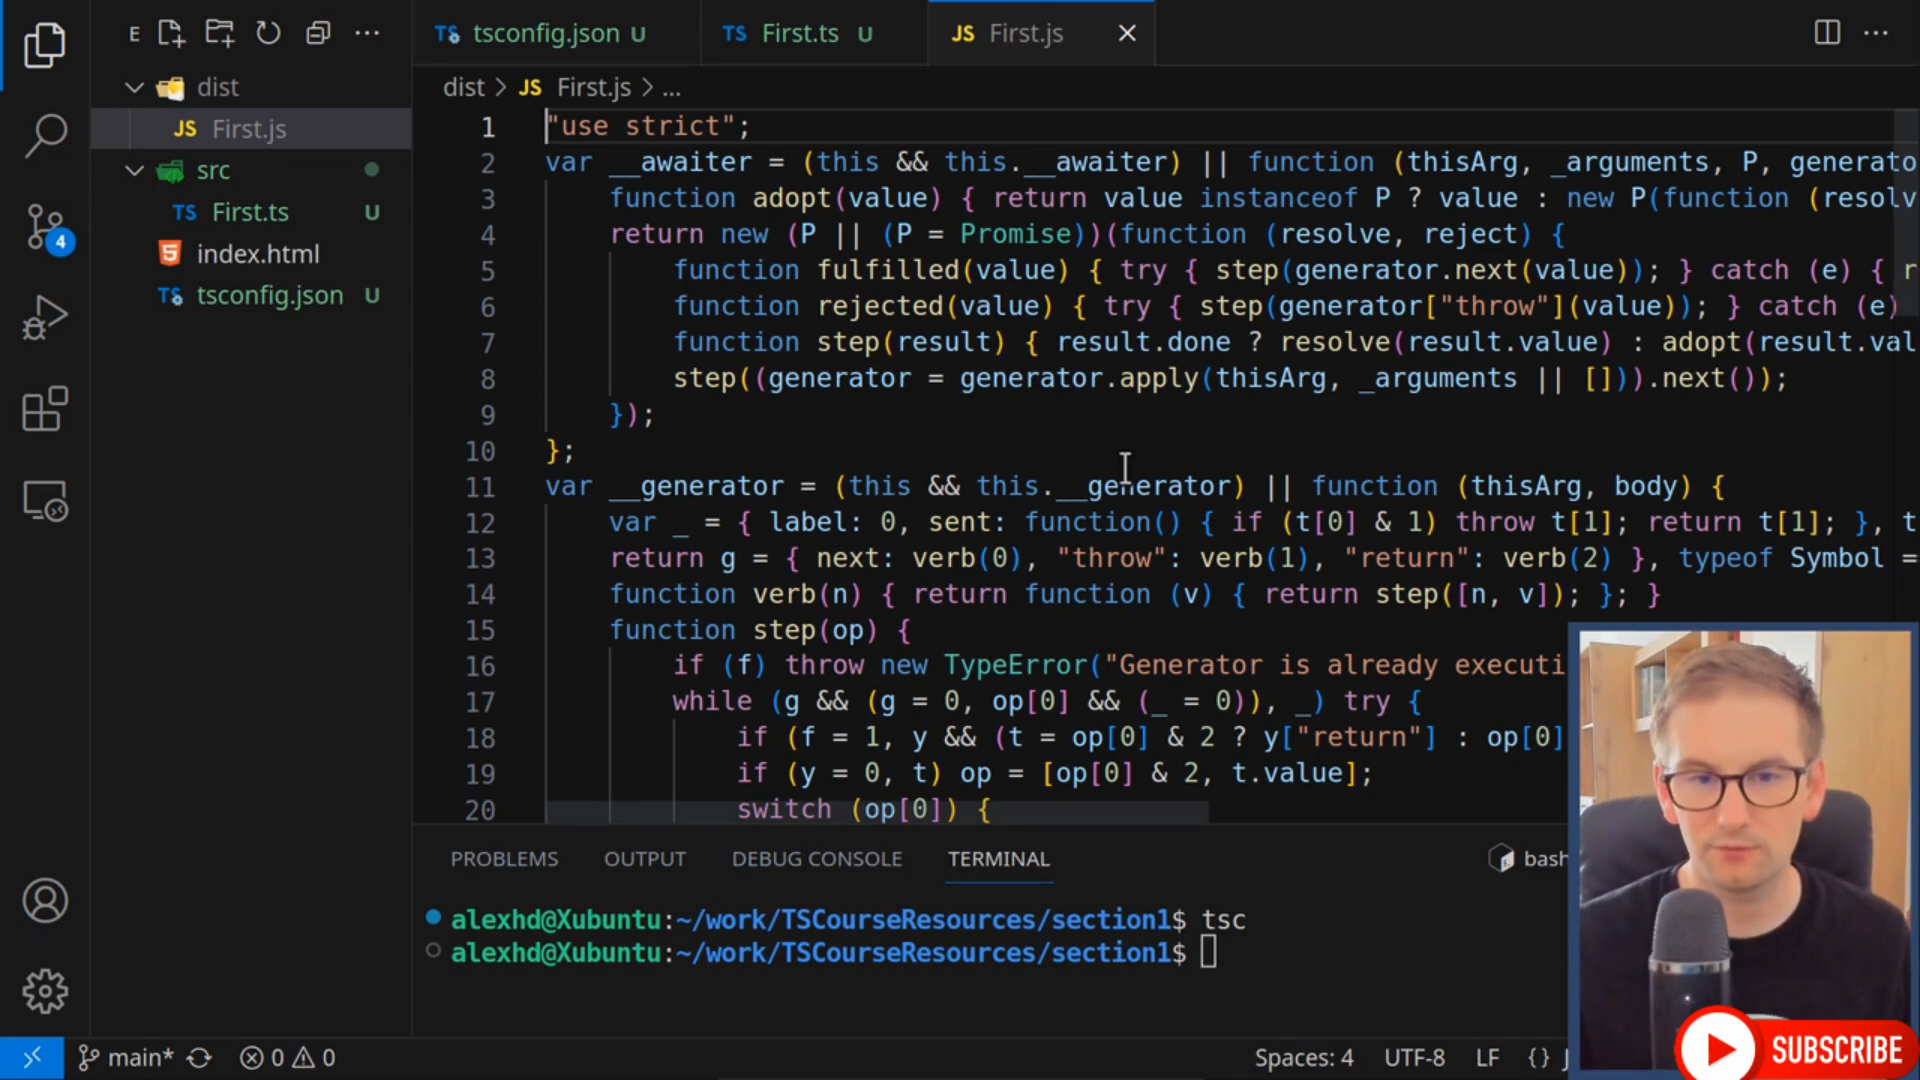 E
TS tsconfig.json U
TS First.ts U
JS First.js
dist
JS First.js
src
TS First.ts U
5 index.html
TS tsconfig.json U
4
dist > JS First.js > ...
1 "use strict";
2 var __awaiter = (this && this.__awaiter) || function (thisArg, _arguments, P, generato
3 function adopt(value) { return value instanceof P ? value : new P(function (resolv
4 return new (P || (P = Promise))(function (resolve, reject) {
5 function fulfilled(value) { try { step(generator.next(value)); } catch (e) { r
6 function rejected(value) { try { step(generator["throw"](value)); } catch (e)
7 function step(result) { result.done ? resolve(result.value) : adopt(result.val
8 step((generator = generator.apply(thisArg, _arguments || [])).next());
9 });
10 };
11 var __generator = (this && this.__generator) || function (thisArg, body) {
12 var _ = { label: 0, sent: function() { if (t[0] & 1) throw t[1]; return t[1]; }, t
13 return g = { next: verb(0), "throw": verb(1), "return": verb(2) }, typeof Symbol =
14 function verb(n) { return function (v) { return step([n, v]); }; }
15 function step(op) {
16 if (f) throw new TypeError("Generator is already executi
17 while (g && (g = 0, op[0] && (_ = 0)), _) try {
18 if (f = 1, y && (t = op[0] & 2 ? y["return"] : op[0]
19 if (y = 0, t) op = [op[0] & 2, t.value];
20 switch (op[0]) {
PROBLEMS OUTPUT DEBUG CONSOLE TERMINAL bash
alexhd@Xubuntu:~/work/TSCourseResources/section1$ tsc
alexhd@Xubuntu:~/work/TSCourseResources/section1$
main* 0 0 Spaces: 4 UTF-8 LF {}
SUBSCRIBE